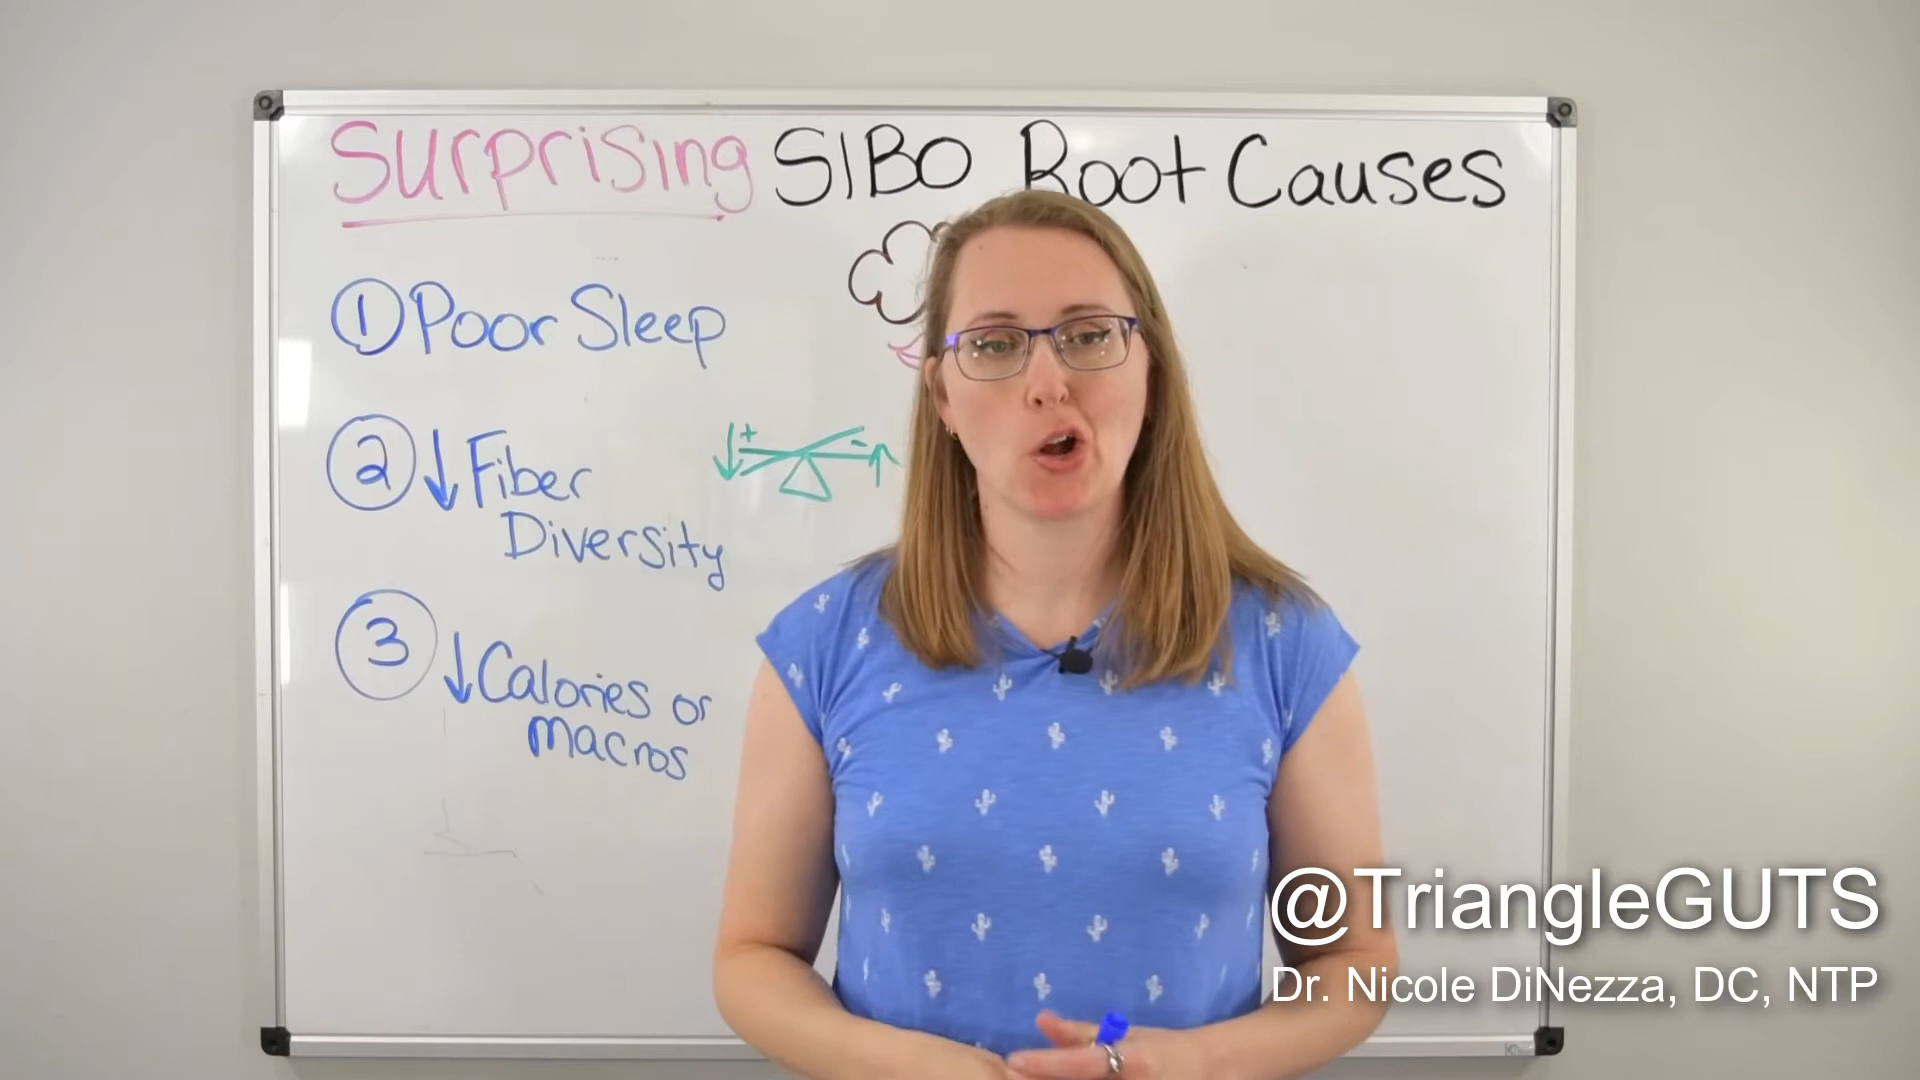 Surprising SIBO Root Causes
① Poor Sleep
② ↓ Fiber
Diversity
↓+ - ↑
③ ↓ Calories or
macros
@TriangleGUTS
Dr. Nicole DiNezza, DC, NTP